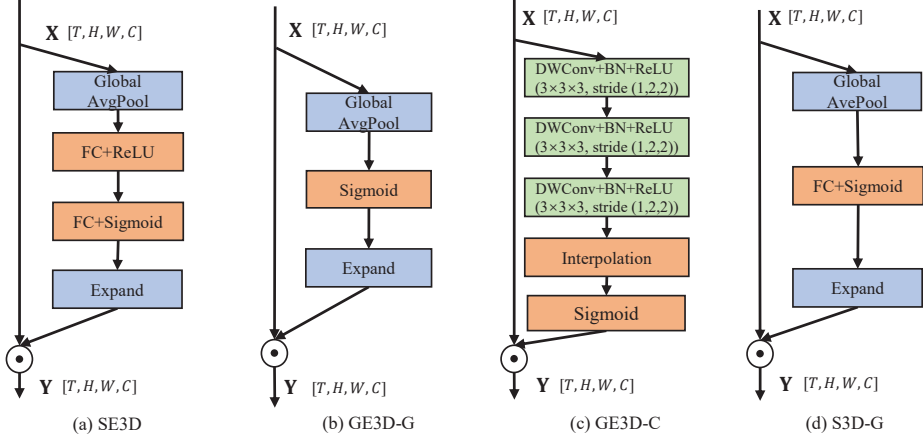 X [T, H, W, C]
Global
AvgPool
FC+ReLU
FC+Sigmoid
Expand
Y [T, H, W, C]
(a) SE3D
X [T, H, W, C]
Global
AvgPool
Sigmoid
Expand
Y [T, H, W, C]
(b) GE3D-G
X [T, H, W, C]
DWConv+BN+ReLU
(3×3×3, stride (1,2,2))
DWConv+BN+ReLU
(3×3×3, stride (1,2,2))
DWConv+BN+ReLU
(3×3×3, stride (1,2,2))
Interpolation
Sigmoid
Y [T, H, W, C]
(c) GE3D-C
X [T, H, W, C]
Global
AvePool
FC+Sigmoid
Expand
Y [T, H, W, C]
(d) S3D-G